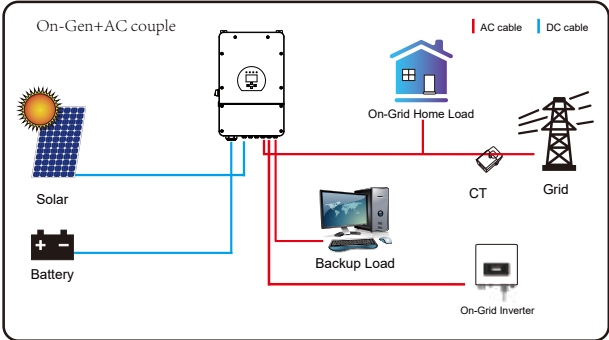 On-Gen+AC couple
AC cable
DC cable
On-Grid Home Load
Solar
CT
Grid
Battery
Backup Load
On-Grid Inverter